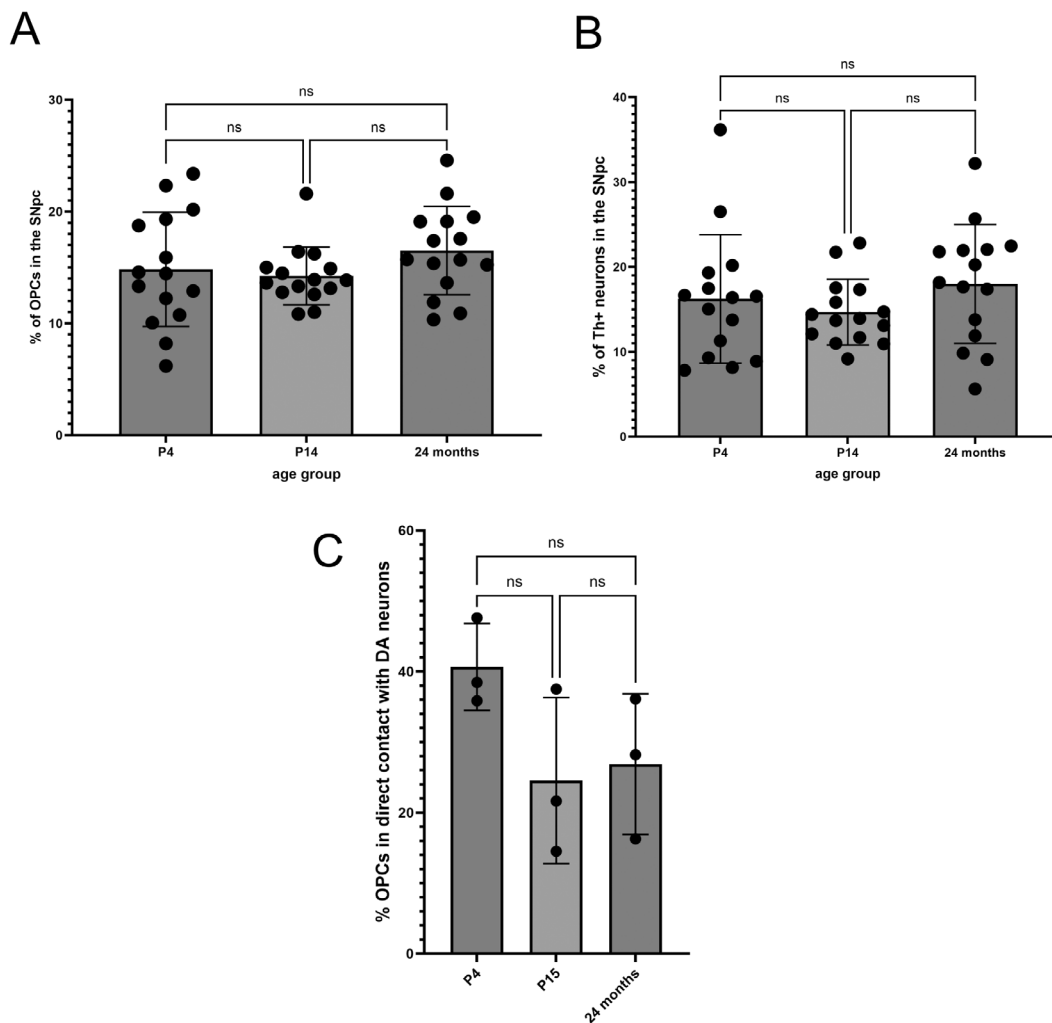 A
ns
ns
ns
% of OPCs in the SNpc
30
20
10
0
P4
P14
24 months
age group
B
ns
ns
ns
% of Th+ neurons in the SNpc
40
30
20
10
0
P4
P14
24 months
age group
C
ns
ns
ns
% OPCs in direct contact with DA neurons
60
40
20
0
P4
P15
24 months